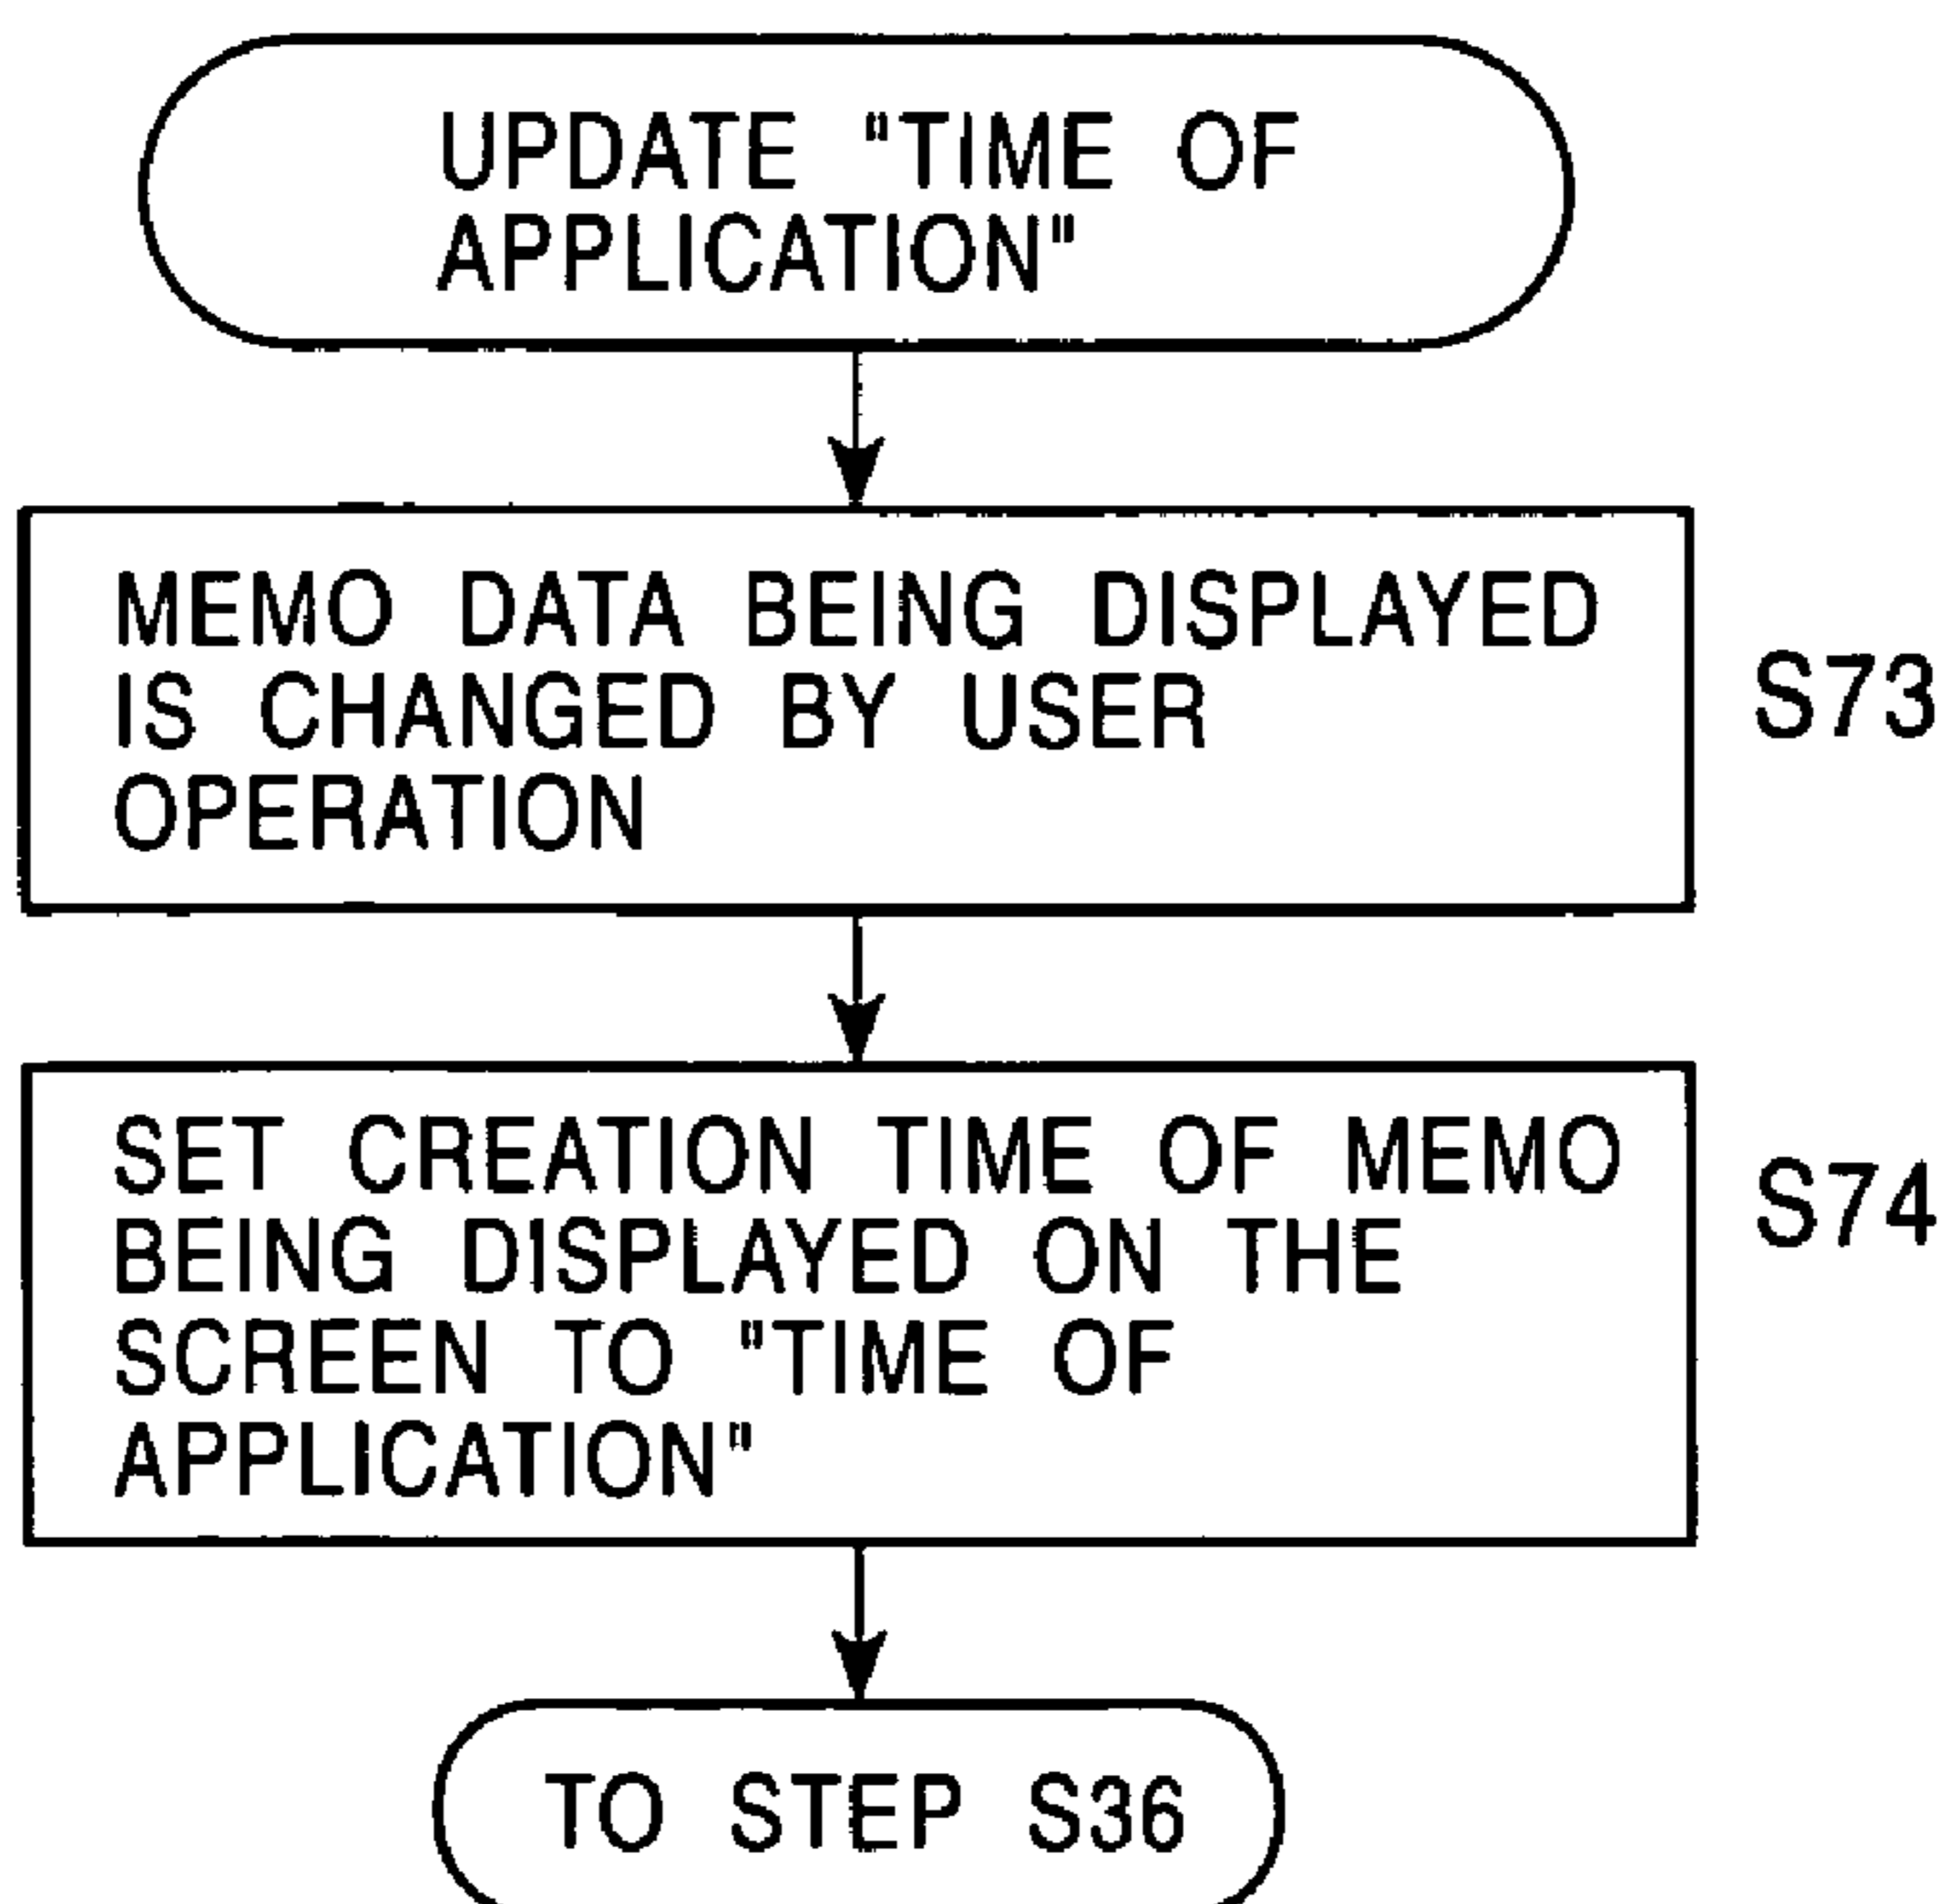 UPDATE "TIME OF
APPLICATION"
MEMO DATA BEING DISPLAYED
IS CHANGED BY USER
OPERATION
S73
SET CREATION TIME OF MEMO
BEING DISPLAYED ON THE
SCREEN TO "TIME OF
APPLICATION"
S74
TO STEP S36